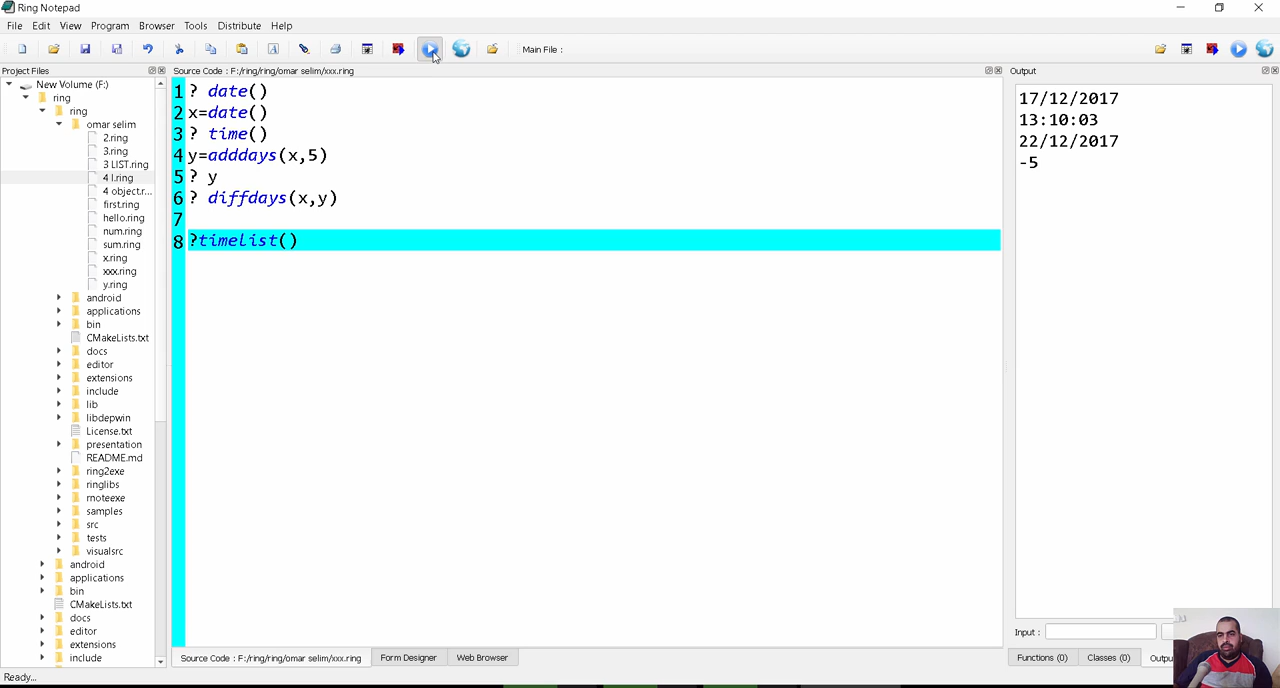 Ring Notepad
File Edit View Program Browser Tools Distribute Help
Main File :
Project Files
Source Code : F:/ring/ring/omar selim/xxx.ring
Output
New Volume (F:)
ring
ring
omar selim
2.ring
3.ring
3 LIST.ring
4 l.ring
4 object.r...
first.ring
hello.ring
num.ring
sum.ring
x.ring
xxx.ring
y.ring
android
applications
bin
CMakeLists.txt
docs
editor
extensions
include
lib
libdepwin
License.txt
presentation
README.md
ring2exe
ringlibs
rnoteexe
samples
src
tests
visualsrc
android
applications
bin
CMakeLists.txt
docs
editor
extensions
include
1 ? date()
2 x=date()
3 ? time()
4 y=adddays(x,5)
5 ? y
6 ? diffdays(x,y)
7
8 ?timelist()
17/12/2017
13:10:03
22/12/2017
-5
Input :
Source Code : F:/ring/ring/omar selim/xxx.ring Form Designer Web Browser
Functions (0) Classes (0)
Ready...